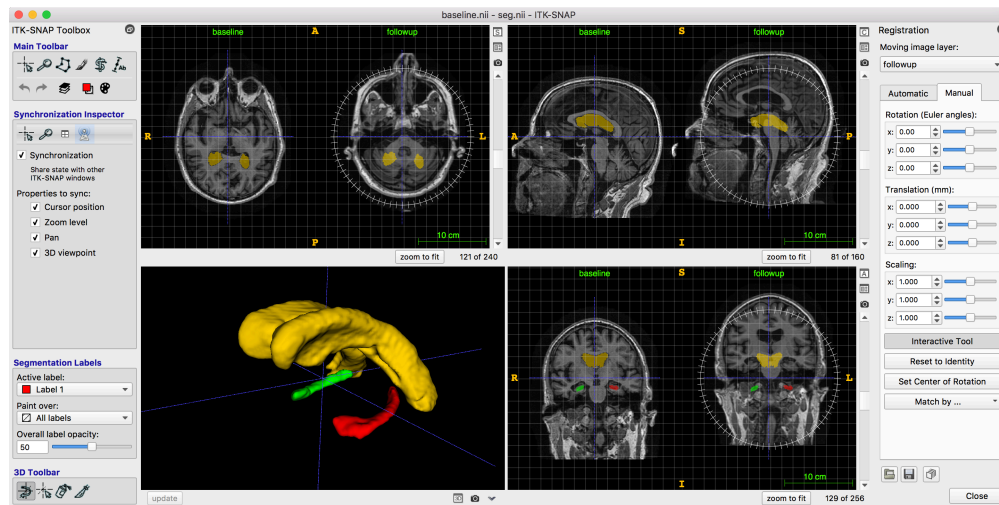 baseline.nii - seg.nii - ITK-SNAP
ITK-SNAP Toolbox
Main Toolbar
Synchronization Inspector
Synchronization
Share state with other
ITK-SNAP windows
Properties to sync:
Cursor position
Zoom level
Pan
3D viewpoint
Segmentation Labels
Active label:
Label 1
Paint over:
All labels
Overall label opacity:
50
3D Toolbar
baseline
A
followup
R
L
P
10 cm
zoom to fit
121 of 240
baseline
S
followup
A
P
I
10 cm
zoom to fit
81 of 160
update
baseline
S
followup
R
L
I
10 cm
zoom to fit
129 of 256
Registration
Moving image layer:
followup
Automatic
Manual
Rotation (Euler angles):
x: 0.00
y: 0.00
z: 0.00
Translation (mm):
x: 0.000
y: 0.000
z: 0.000
Scaling:
x: 1.000
y: 1.000
z: 1.000
Interactive Tool
Reset to Identity
Set Center of Rotation
Match by ...
Close